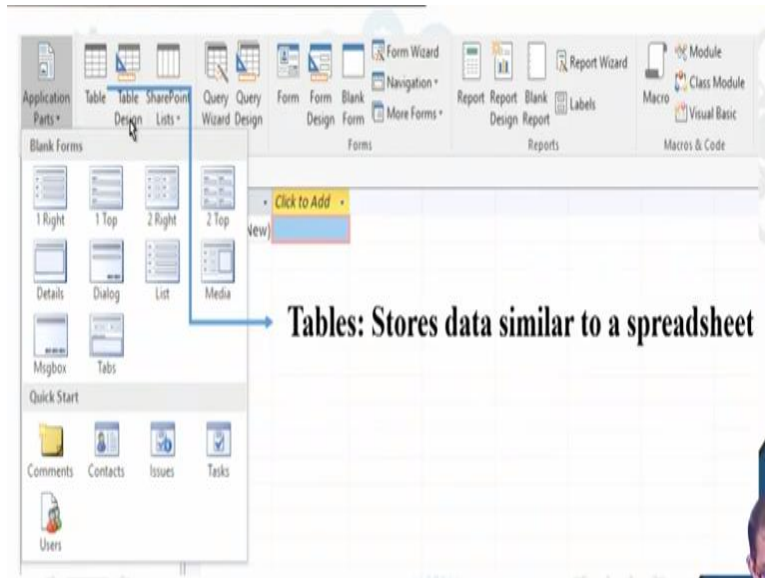 Application Parts
Table
Table Design
SharePoint Lists
Query Wizard
Query Design
Form
Form Design
Blank Form
Form Wizard
Navigation
More Forms
Forms
Report
Report Design
Blank Report
Report Wizard
Labels
Reports
Macro
Module
Class Module
Visual Basic
Macros & Code
Blank Forms
1 Right
1 Top
2 Right
2 Top
Details
Dialog
List
Media
Msgbox
Tabs
Quick Start
Comments
Contacts
Issues
Tasks
Users
Click to Add
New)
Tables: Stores data similar to a spreadsheet